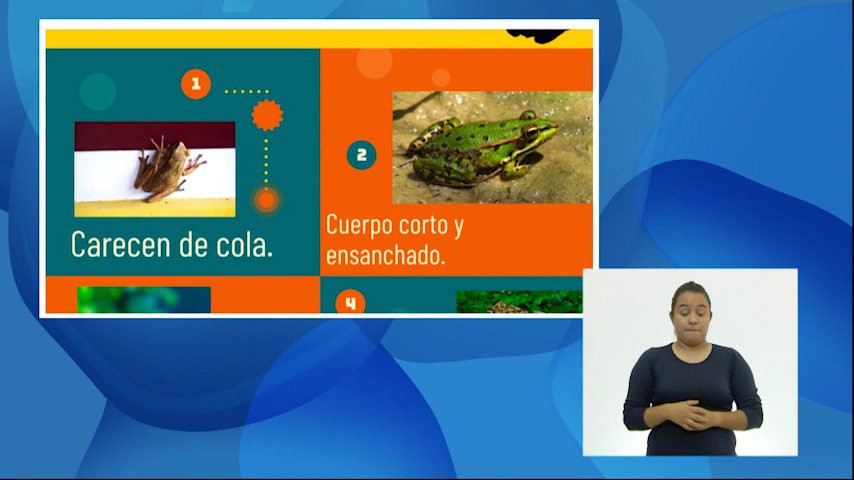 1
Carecen de cola.
2
Cuerpo corto y
ensanchado.
4